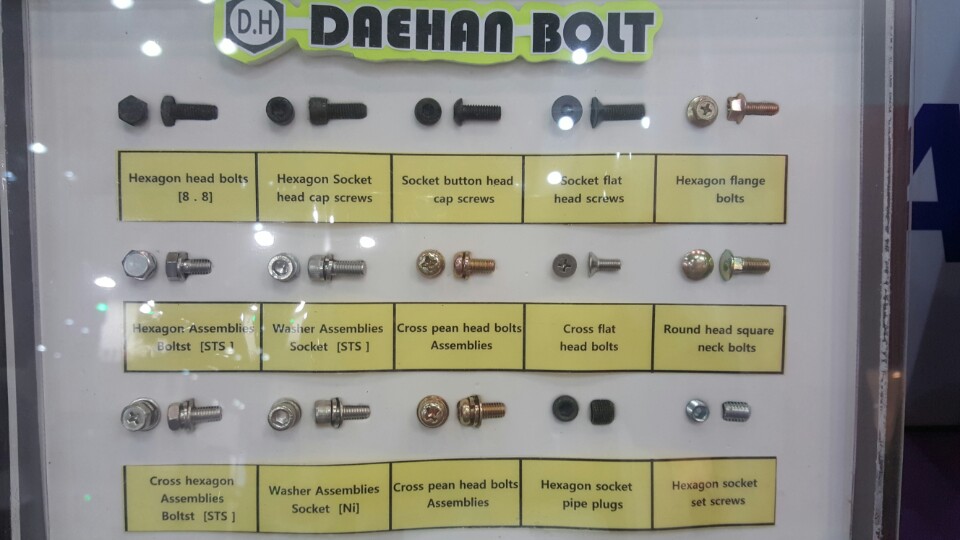 D.H DAEHAN BOLT
Hexagon head bolts
[8 . 8]
Hexagon Socket
head cap screws
Socket button head
cap screws
Socket flat
head screws
Hexagon flange
bolts
Hexagon Assemblies
Boltst [STS ]
Washer Assemblies
Socket [STS ]
Cross pean head bolts
Assemblies
Cross flat
head bolts
Round head square
neck bolts
Cross hexagon
Assemblies
Boltst [STS ]
Washer Assemblies
Socket [Ni]
Cross pean head bolts
Assemblies
Hexagon socket
pipe plugs
Hexagon socket
set screws